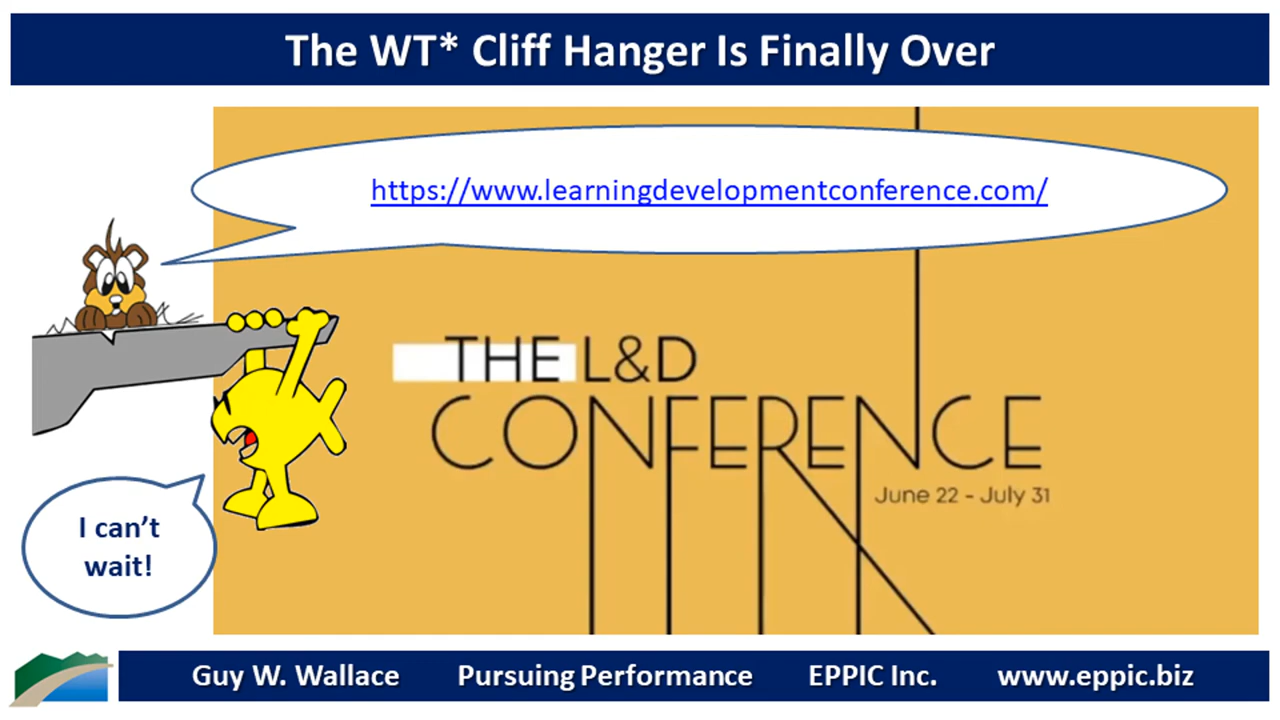 The WT* Cliff Hanger Is Finally Over
https://www.learningdevelopmentconference.com/
THE L&D
CONFERENCE
June 22 - July 31
I can't
wait!
Guy W. Wallace Pursuing Performance EPPIC Inc. www.eppic.biz